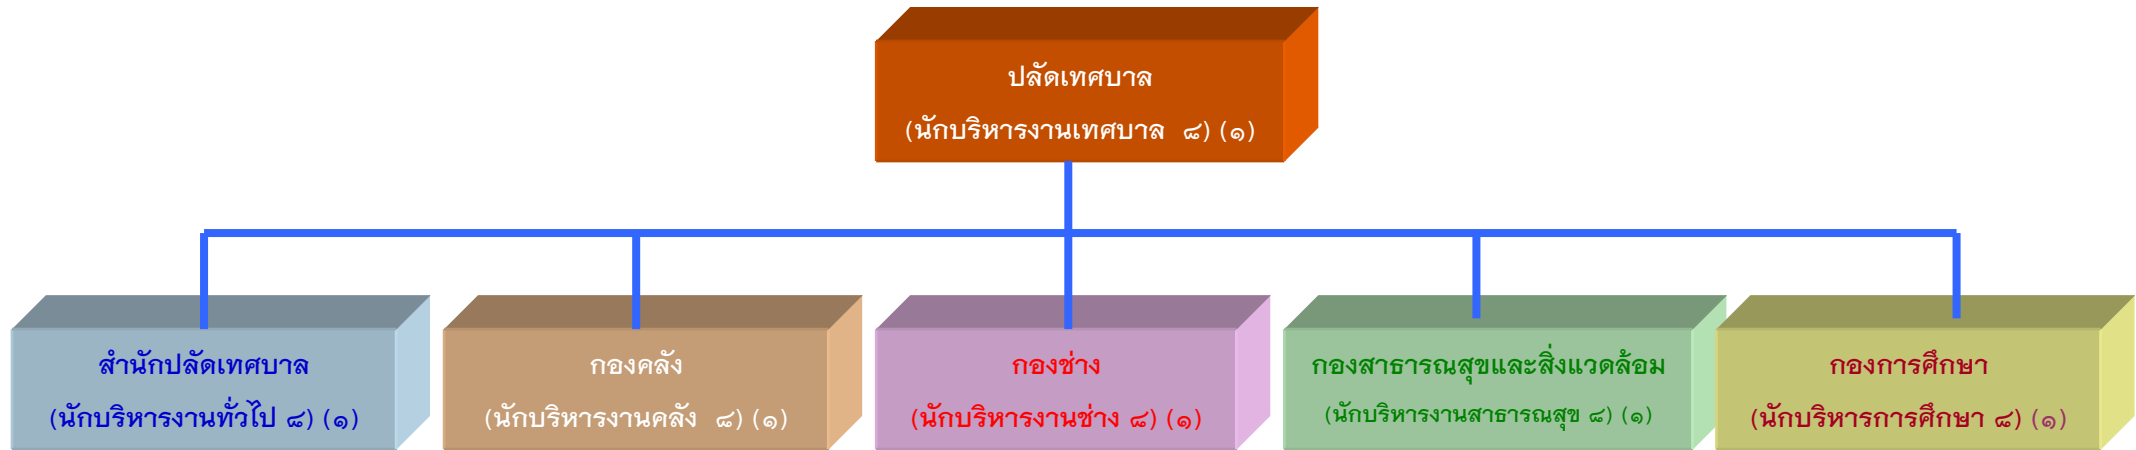 ปลัดเทศบาล
(นักบริหารงานเทศบาล ๘) (๑)
สำนักปลัดเทศบาล
(นักบริหารงานทั่วไป ๘) (๑)
กองคลัง
(นักบริหารงานคลัง ๘) (๑)
กองช่าง
(นักบริหารงานช่าง ๘) (๑)
กองสาธารณสุขและสิ่งแวดล้อม
(นักบริหารงานสาธารณสุข ๘) (๑)
กองการศึกษา
(นักบริหารการศึกษา ๘) (๑)